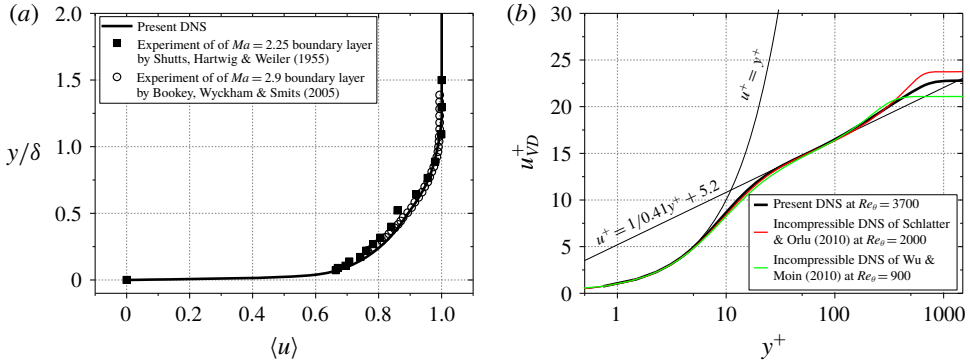 (a)
Present DNS
Experiment of of Ma = 2.25 boundary layer
by Shutts, Hartwig & Weiler (1955)
Experiment of Ma = 2.9 boundary layer
by Bookey, Wyckham & Smits (2005)
2.0
1.5
1.0
0.5
0
y/δ
0
0.2
0.4
0.6
0.8
1.0
⟨u⟩
(b)
30
25
20
15
10
5
0
u⁺VD
u⁺ = y⁺
u⁺ = 1/0.41y⁺ + 5.2
Present DNS at Reθ = 3700
Incompressible DNS of Schlatter
& Orlu (2010) at Reθ = 2000
Incompressible DNS of Wu &
Moin (2010) at Reθ = 900
1
10
100
1000
y⁺